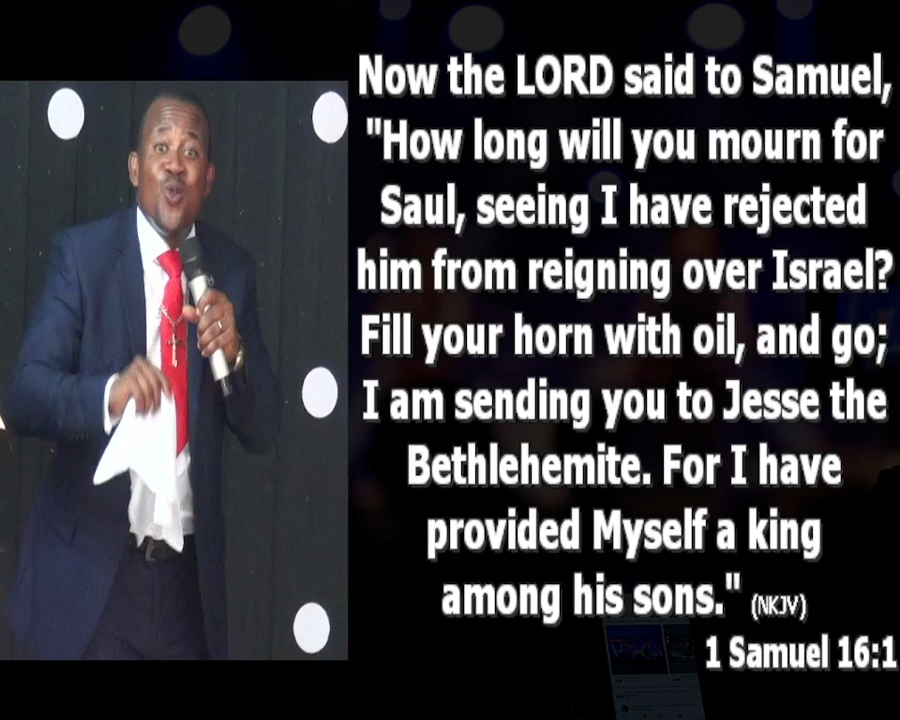 Now the LORD said to Samuel,
"How long will you mourn for
Saul, seeing I have rejected
him from reigning over Israel?
Fill your horn with oil, and go;
I am sending you to Jesse the
Bethlehemite. For I have
provided Myself a king
among his sons." (NKJV)
1 Samuel 16:1